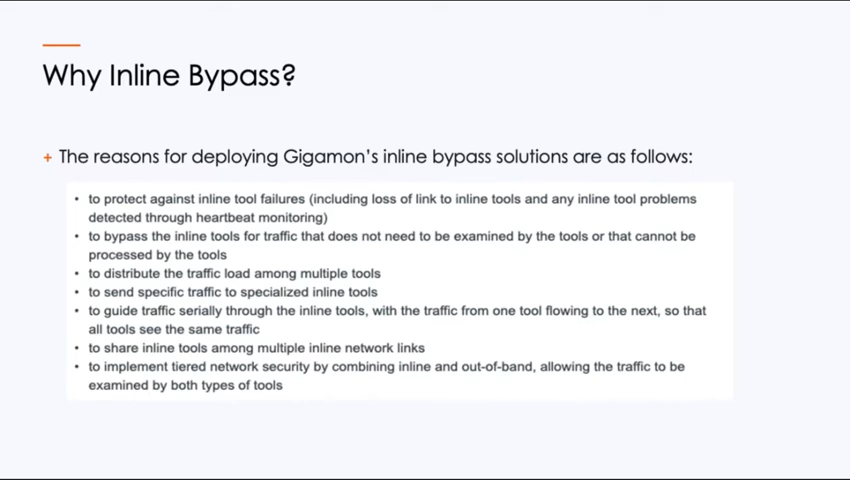 Why Inline Bypass?
+ The reasons for deploying Gigamon's inline bypass solutions are as follows:
• to protect against inline tool failures (including loss of link to inline tools and any inline tool problems
detected through heartbeat monitoring)
• to bypass the inline tools for traffic that does not need to be examined by the tools or that cannot be
processed by the tools
• to distribute the traffic load among multiple tools
• to send specific traffic to specialized inline tools
• to guide traffic serially through the inline tools, with the traffic from one tool flowing to the next, so that
all tools see the same traffic
• to share inline tools among multiple inline network links
• to implement tiered network security by combining inline and out-of-band, allowing the traffic to be
examined by both types of tools